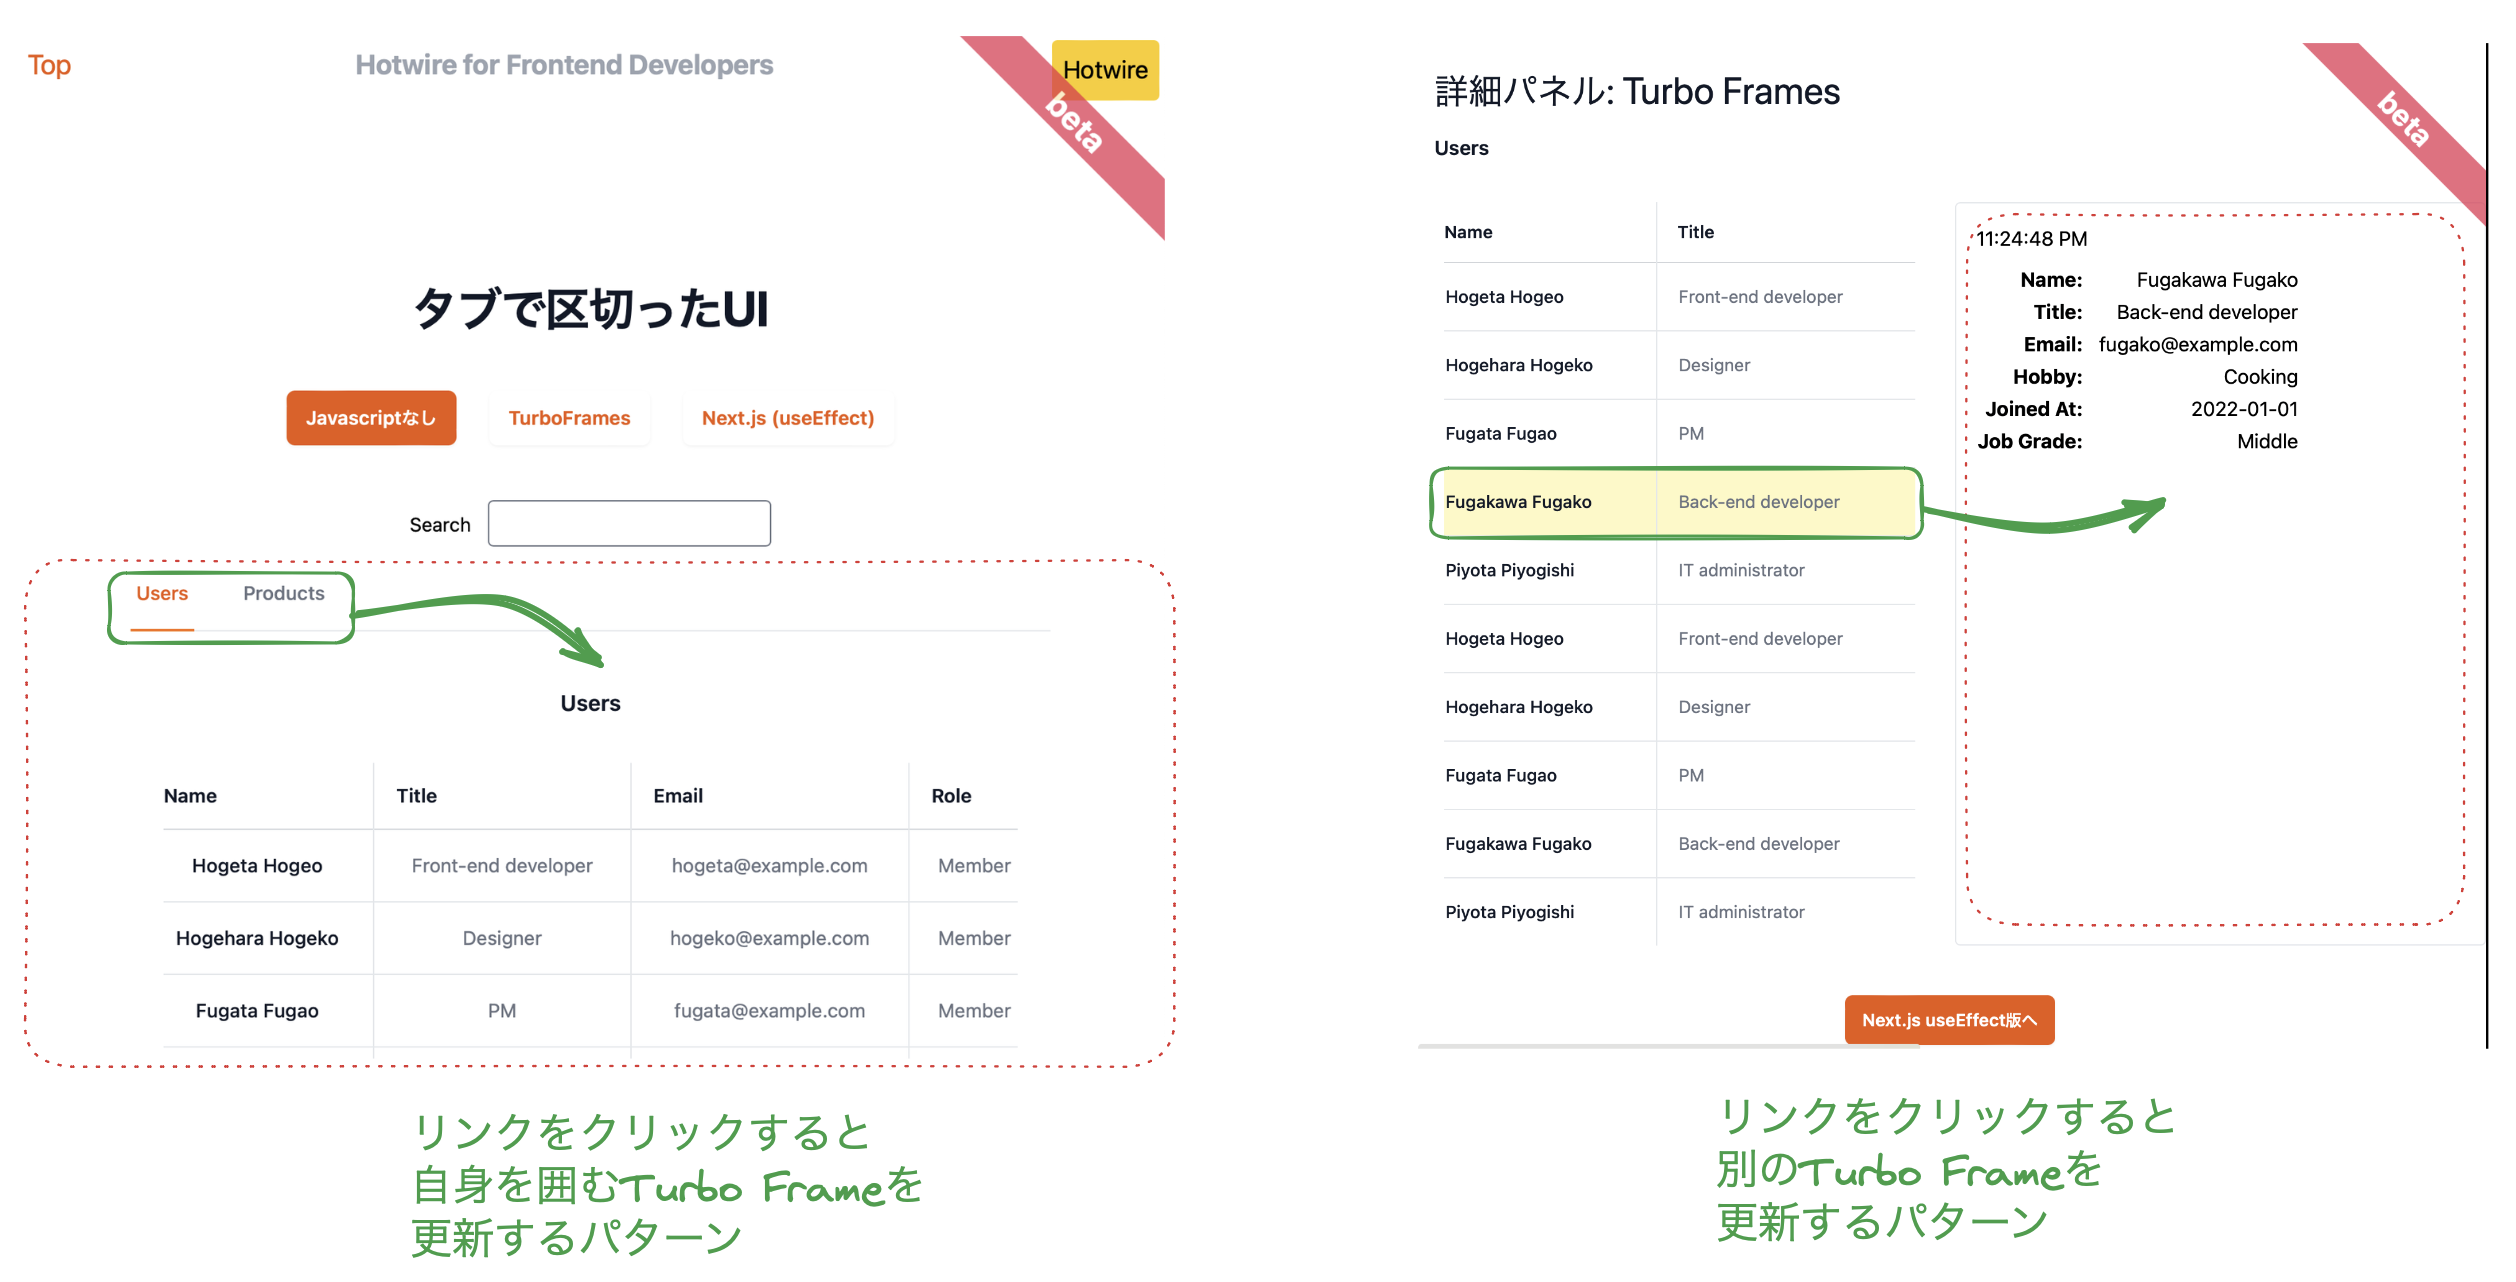 Top
Hotwire for Frontend Developers
Hotwire
beta
タブで区切ったUI
Javascriptなし
TurboFrames
Next.js (useEffect)
Search
Users Products
Users
Name Title Email Role
Hogeta Hogeo Front-end developer hogeta@example.com Member
Hogehara Hogeko Designer hogeko@example.com Member
Fugata Fugao PM fugata@example.com Member
リンクをクリックすると
自身を囲むTurbo Frameを
更新するパターン
詳細パネル: Turbo Frames
beta
Users
Name Title
Hogeta Hogeo Front-end developer
Hogehara Hogeko Designer
Fugata Fugao PM
Fugakawa Fugako Back-end developer
Piyota Piyogishi IT administrator
Hogeta Hogeo Front-end developer
Hogehara Hogeko Designer
Fugata Fugao PM
Fugakawa Fugako Back-end developer
Piyota Piyogishi IT administrator
11:24:48 PM
Name: Fugakawa Fugako
Title: Back-end developer
Email: fugako@example.com
Hobby: Cooking
Joined At: 2022-01-01
Job Grade: Middle
Next.js useEffect版へ
リンクをクリックすると
別のTurbo Frameを
更新するパターン